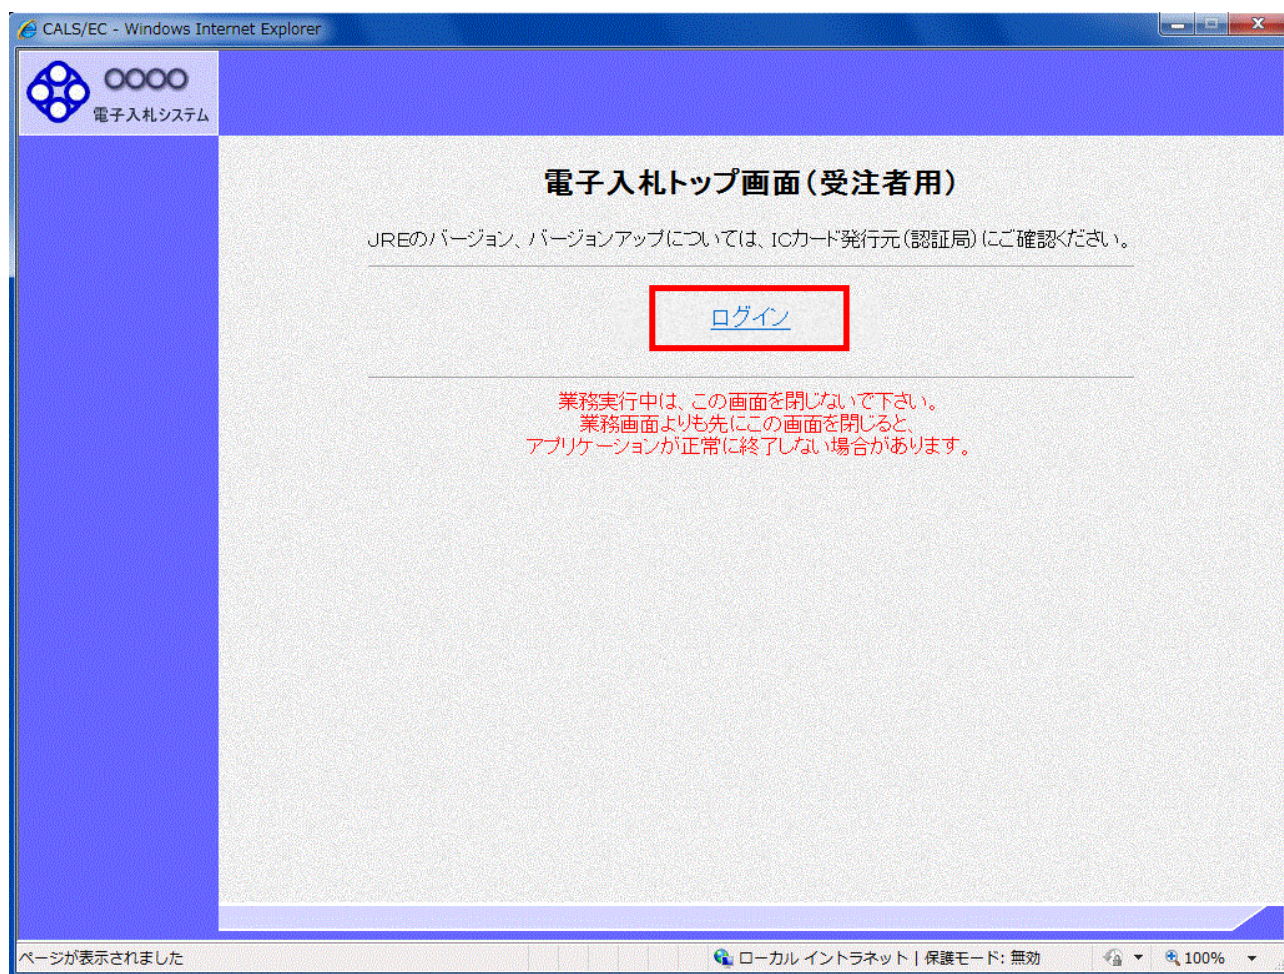 CALS/EC - Windows Internet Explorer
○○○○
電子入札システム
電子入札トップ画面(受注者用)
JREのバージョン、バージョンアップについては、ICカード発行元(認証局)にご確認ください。
ログイン
業務実行中は、この画面を閉じないで下さい。
業務画面よりも先にこの画面を閉じると、
アプリケーションが正常に終了しない場合があります。
ページが表示されました
ローカル イントラネット | 保護モード: 無効
100%